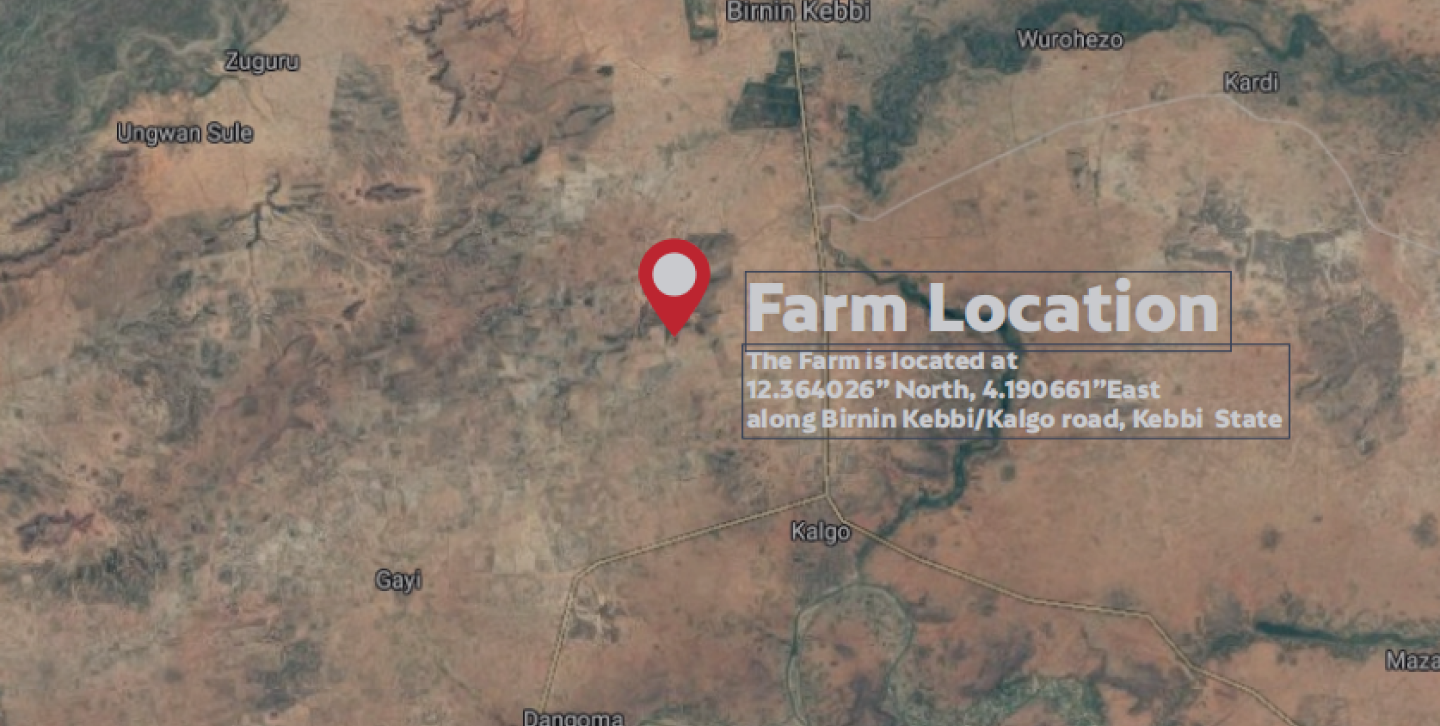 Birnin Kebbi
Wurohezo
Zuguru
Kardi
Ungwan Sule
Farm Location
The Farm is located at
12.364026” North, 4.190661”East
along Birnin Kebbi/Kalgo road, Kebbi State
Kalgo
Gayi
Maza
Dangoma